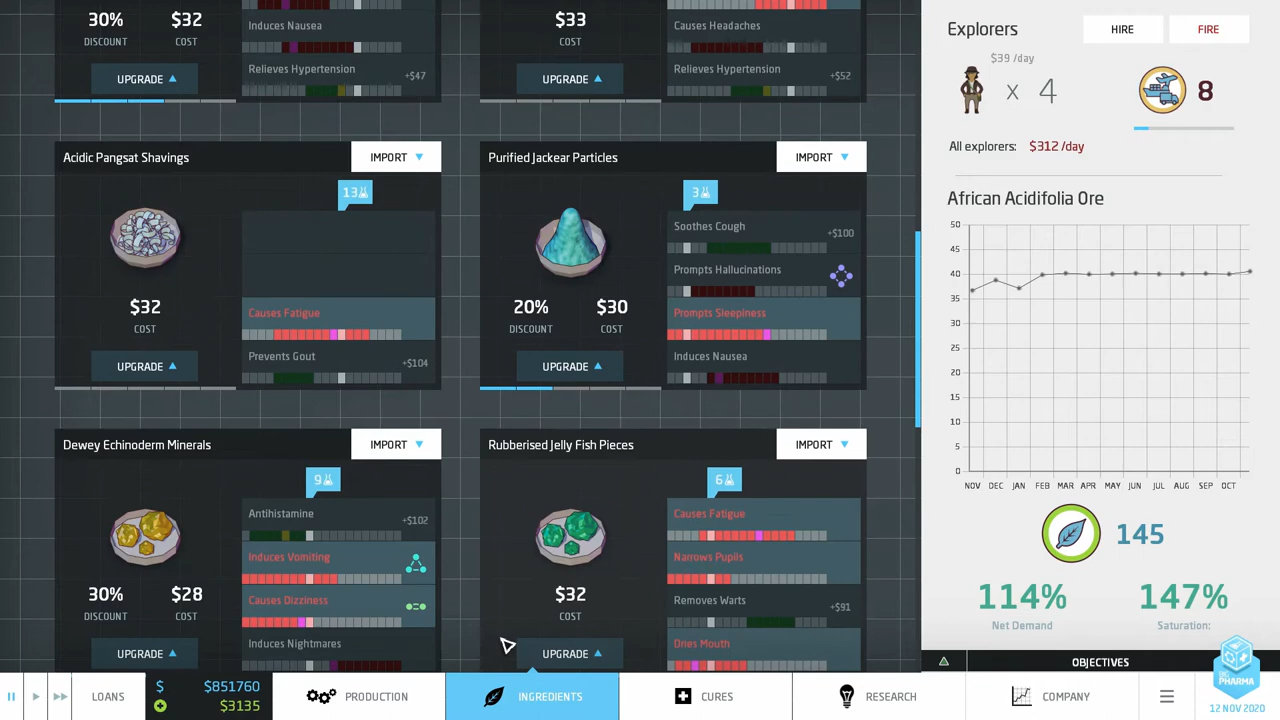 30%
DISCOUNT
$32
COST
UPGRADE
Induces Nausea
Relieves Hypertension
+$47
$33
COST
UPGRADE
Causes Headaches
Relieves Hypertension
+$52
Acidic Pangsat Shavings
IMPORT
13
$32
COST
UPGRADE
Causes Fatigue
Prevents Gout
+$104
Purified Jackear Particles
IMPORT
3
20%
DISCOUNT
$30
COST
UPGRADE
Soothes Cough
+$100
Prompts Hallucinations
Prompts Sleepiness
Induces Nausea
Dewey Echinoderm Minerals
IMPORT
9
30%
DISCOUNT
$28
COST
UPGRADE
Antihistamine
+$102
Induces Vomiting
Causes Dizziness
Induces Nightmares
Rubberised Jelly Fish Pieces
IMPORT
6
$32
COST
UPGRADE
Causes Fatigue
Narrows Pupils
Removes Warts
+$91
Dries Mouth
Explorers
HIRE
FIRE
$39 /day
x 4
8
All explorers: $312 /day
African Acidifolia Ore
50
45
40
35
30
25
20
15
10
5
0
NOV DEC JAN FEB MAR APR MAY JUN JUL AUG SEP OCT
145
114%
Net Demand
147%
Saturation:
OBJECTIVES
LOANS
$ $851760
$3135
PRODUCTION
INGREDIENTS
CURES
RESEARCH
COMPANY
BIG PHARMA
12 NOV 2020